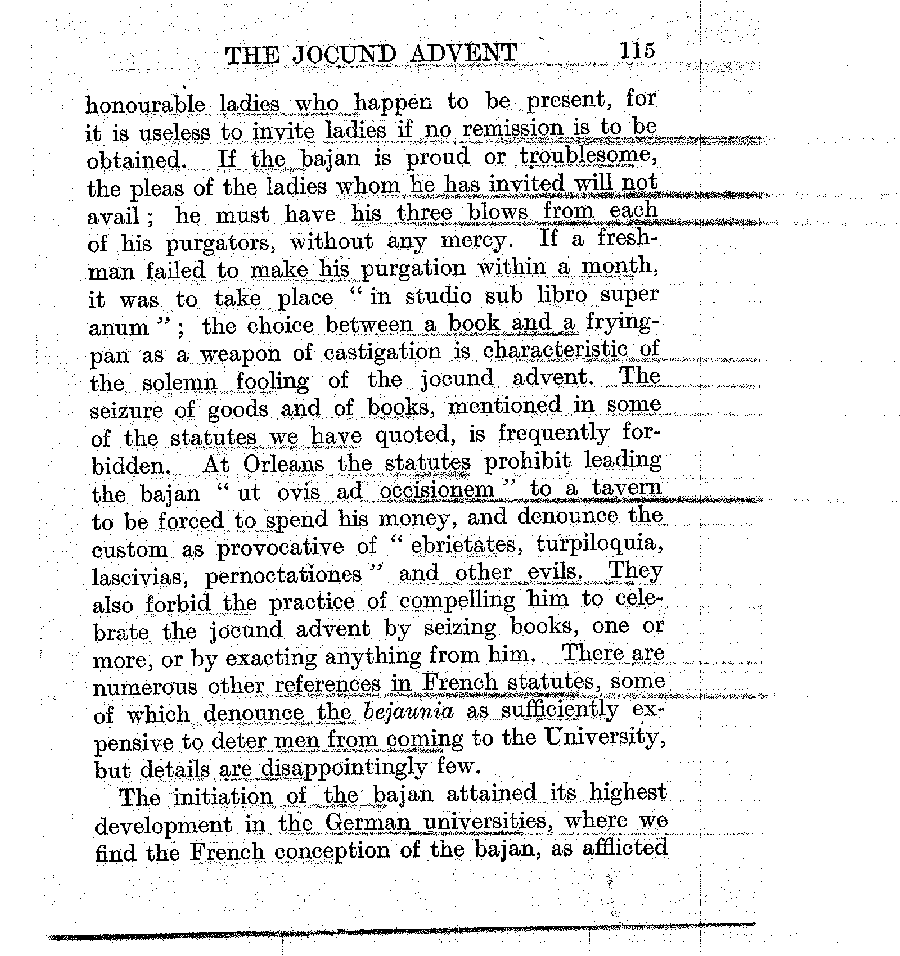 THE JOCUND ADVENT 115
honourable ladies who happen to be present, for
it is useless to invite ladies if no remission is to be
obtained. If the bajan is proud or troublesome,
the pleas of the ladies whom he has invited will not
avail ; he must have his three blows from each
of his purgators, without any mercy. If a fresh-
man failed to make his purgation within a month,
it was to take place “ in studio sub libro super
anum ” ; the choice between a book and a frying-
pan as a weapon of castigation is characteristic of
the solemn fooling of the jocund advent. The
seizure of goods and of books, mentioned in some
of the statutes we have quoted, is frequently for-
bidden. At Orleans the statutes prohibit leading
the bajan “ ut ovis ad occisionem ” to a tavern
to be forced to spend his money, and denounce the
custom as provocative of “ ebrietates, turpiloquia,
lascivias, pernoctationes ” and other evils. They
also forbid the practice of compelling him to cele-
brate the jocund advent by seizing books, one or
more, or by exacting anything from him. There are
numerous other references in French statutes, some
of which denounce the bejaunia as sufficiently ex-
pensive to deter men from coming to the University,
but details are disappointingly few.
The initiation of the bajan attained its highest
development in the German universities, where we
find the French conception of the bajan, as afflicted